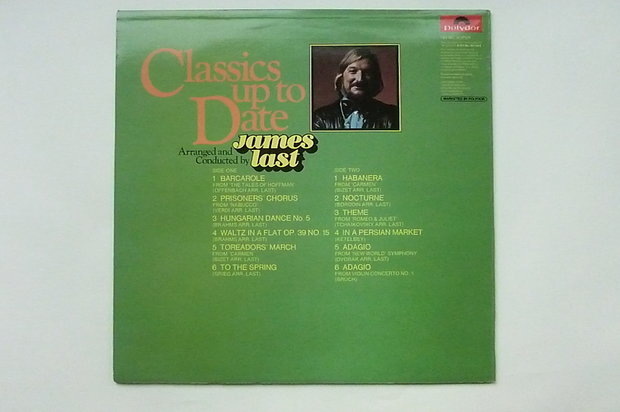 Polydor
Classics
up to
Date
Arranged and
Conducted by
James
last
SIDE ONE
1 BARCAROLE
FROM 'THE TALES OF HOFFMAN'
(OFFENBACH ARR. LAST)
2 PRISONERS' CHORUS
FROM 'NABUCCO'
(VERDI ARR. LAST)
3 HUNGARIAN DANCE No. 5
(BRAHMS ARR. LAST)
4 WALTZ IN A FLAT OP. 39 NO. 15
(BRAHMS ARR. LAST)
5 TOREADORS' MARCH
FROM 'CARMEN'
(BIZET ARR. LAST)
6 TO THE SPRING
(GRIEG ARR. LAST)
SIDE TWO
1 HABANERA
FROM 'CARMEN'
(BIZET ARR. LAST)
2 NOCTURNE
(BORODIN ARR. LAST)
3 THEME
FROM 'ROMEO & JULIET'
(TCHAIKOVSKY ARR. LAST)
4 IN A PERSIAN MARKET
(KETELBEY)
5 ADAGIO
FROM 'NEW WORLD' SYMPHONY
(DVORAK ARR. LAST)
6 ADAGIO
FROM VIOLIN CONCERTO NO. 1
(BRUCH)
MARKETED BY POLYDOR